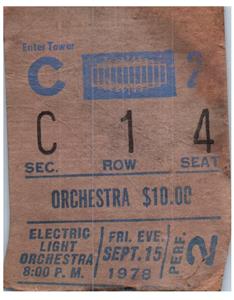 Enter Tower
C 2
C 1 4
SEC. ROW SEAT
ORCHESTRA $10.00
ELECTRIC LIGHT ORCHESTRA 8:00 P.M.
FRI. EVE. SEPT. 15 1978
PERF. 2